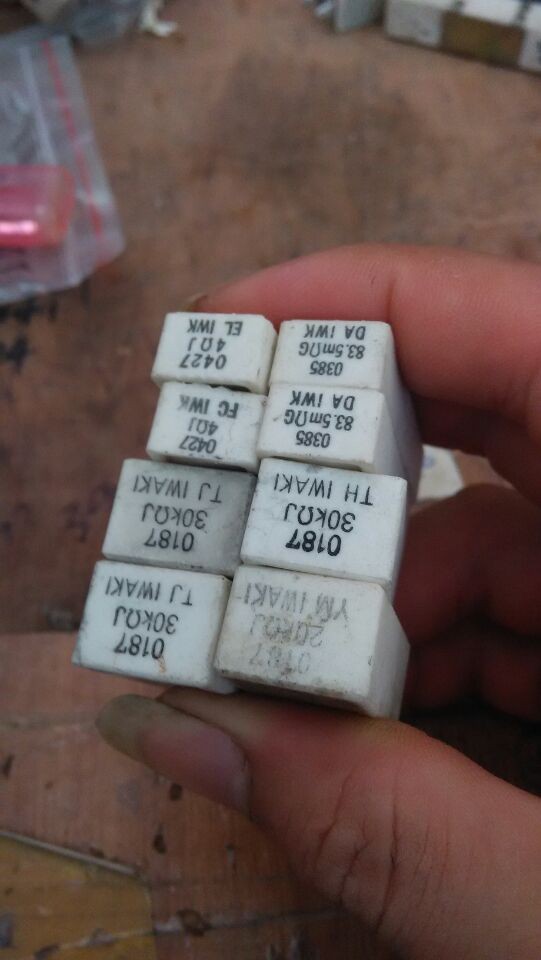 EL IWK
4ΩJ
0427
DA IWK
83.5mΩG
0385
FC IWK
4ΩJ
0427
DA IWK
83.5mΩG
0385
TJ IWAKI
30kΩJ
0187
TH IWAKI
30kΩJ
0187
TJ IWAKI
30kΩJ
0187
YM IWAKI
20kΩJ
0187